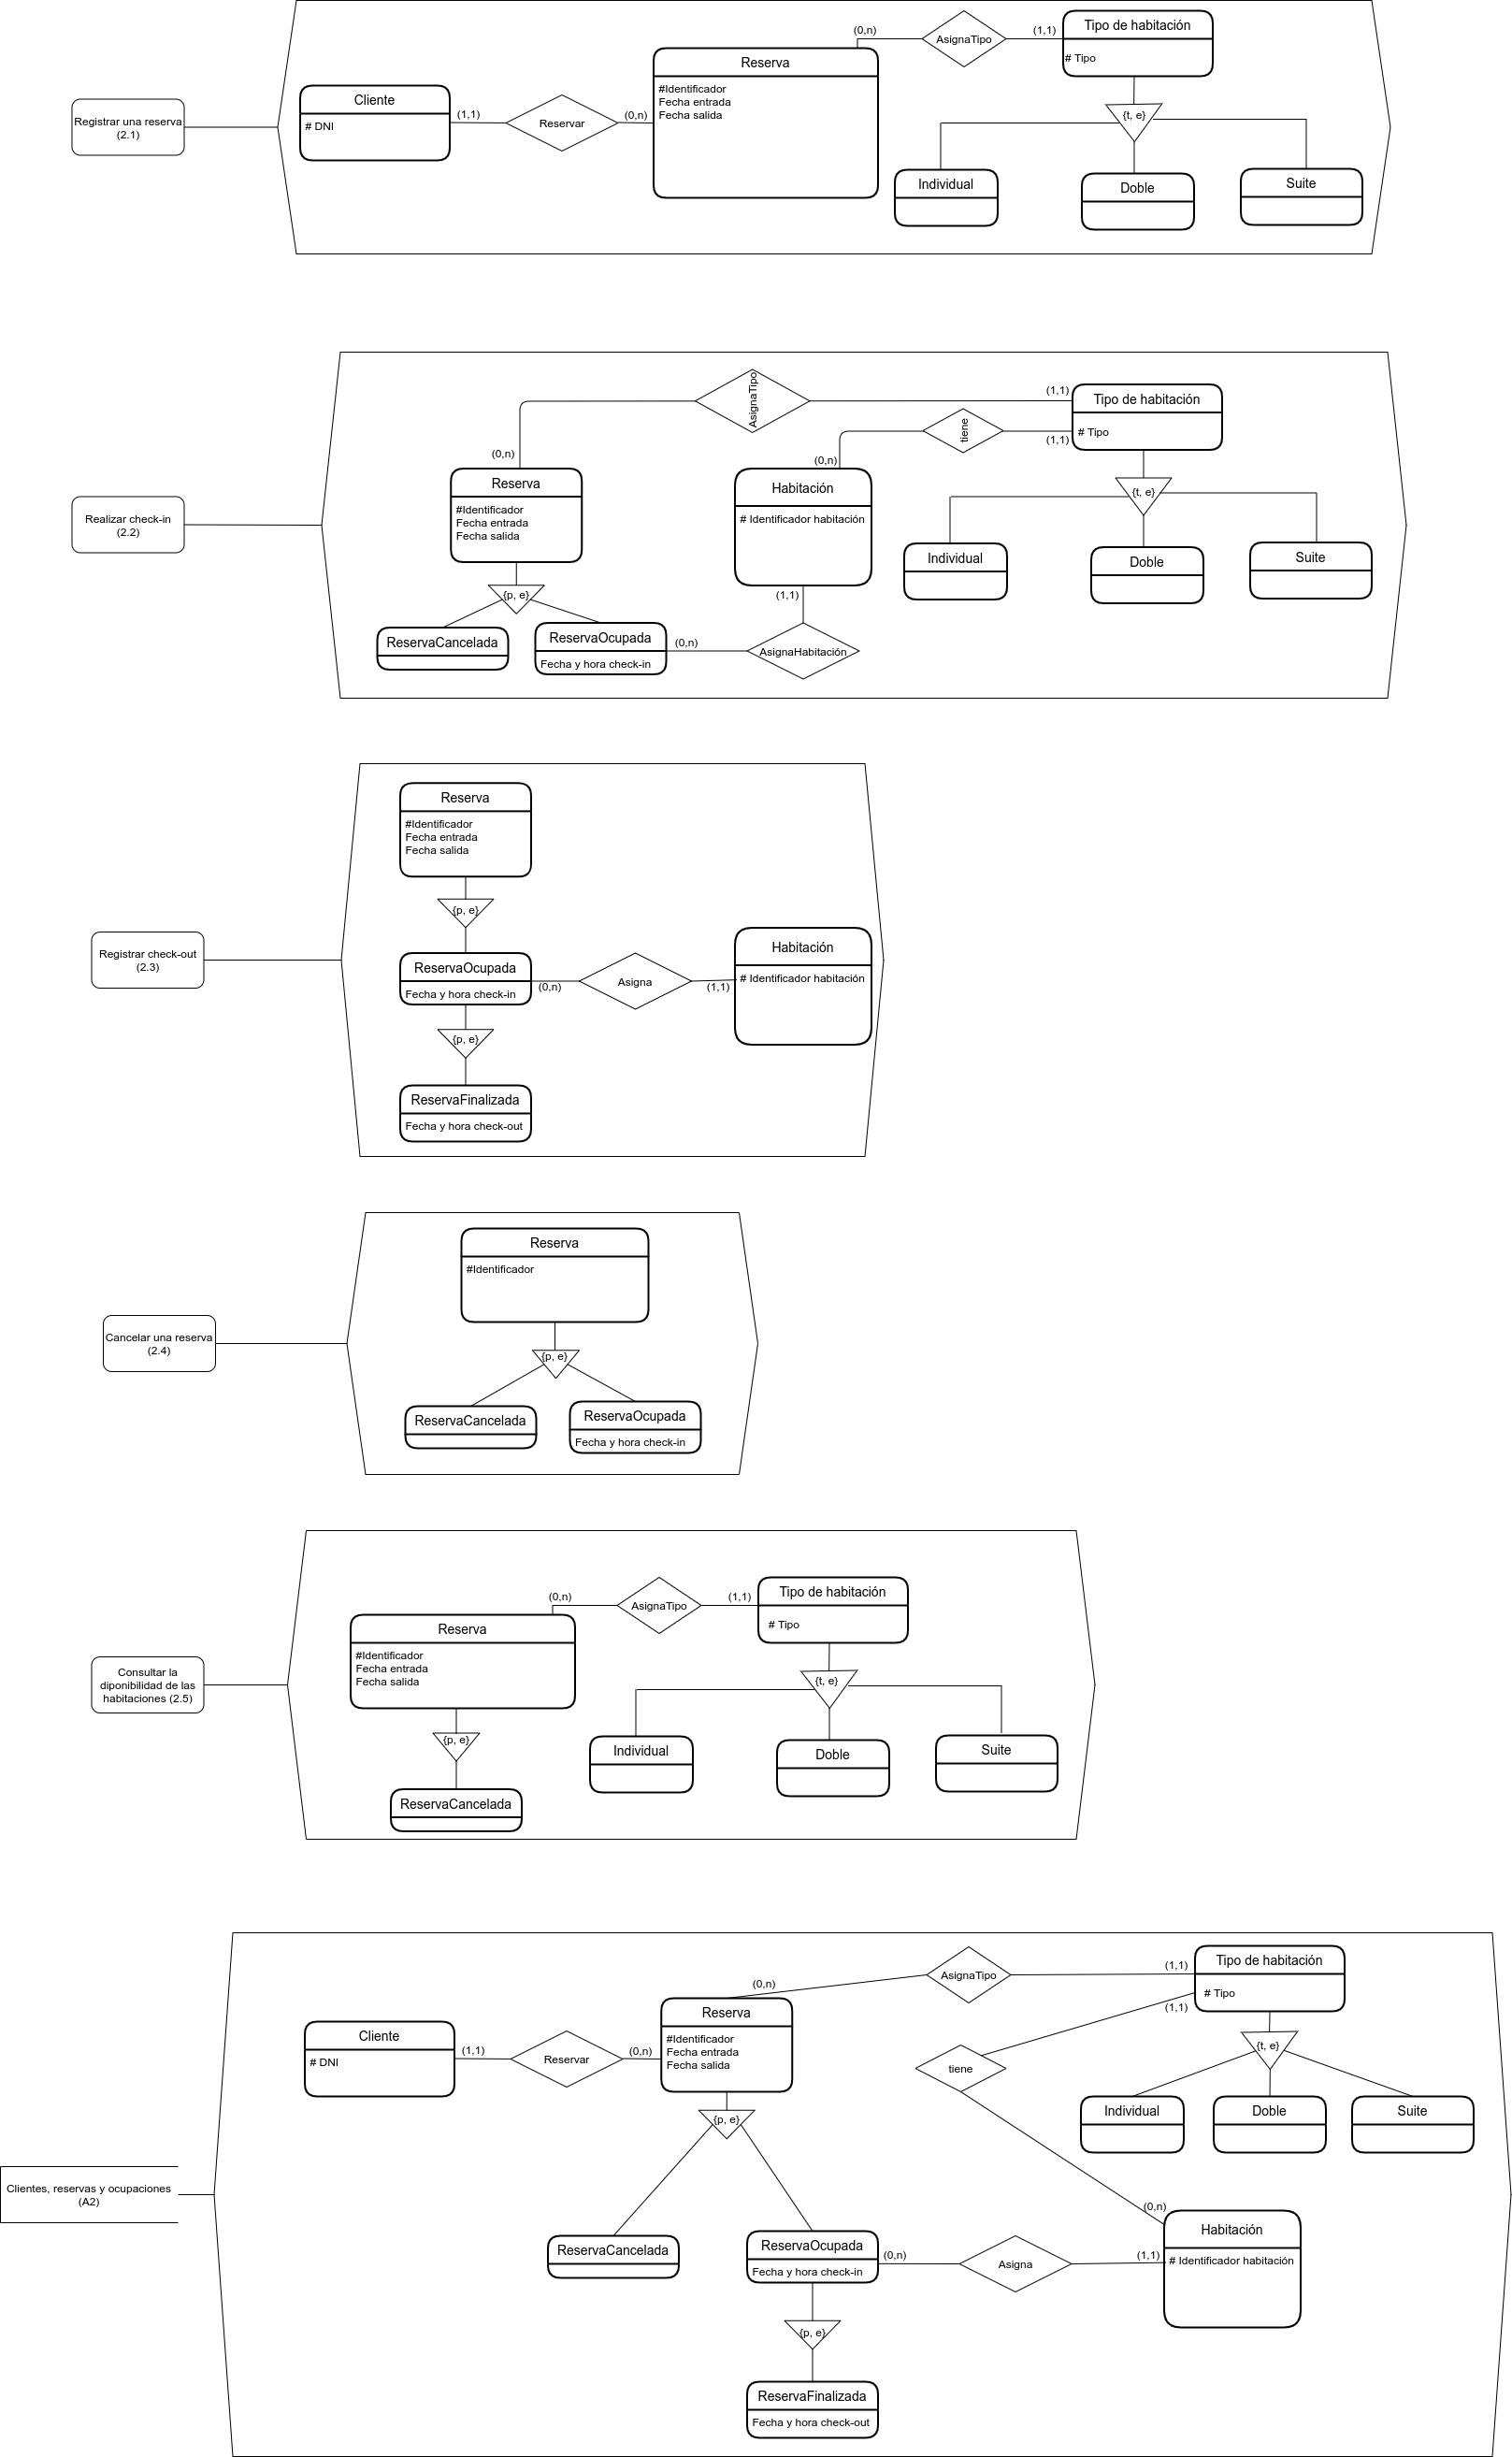 Registrar una reserva
(2.1)
Cliente
# DNI
(1,1)
Reservar
(0,n)
Reserva
#Identificador
Fecha entrada
Fecha salida
(0,n)
AsignaTipo
(1,1)
Tipo de habitación
# Tipo
{t, e}
Individual
Doble
Suite
Realizar check-in
(2.2)
AsignaTipo
(0,n)
(1,1)
Tipo de habitación
# Tipo
tiene
(0,n)
(1,1)
Reserva
#Identificador
Fecha entrada
Fecha salida
Habitación
# Identificador habitación
{t, e}
Individual
Doble
Suite
{p, e}
ReservaCancelada
ReservaOcupada
Fecha y hora check-in
(0,n)
(1,1)
AsignaHabitación
Registrar check-out
(2.3)
Reserva
#Identificador
Fecha entrada
Fecha salida
{p, e}
ReservaOcupada
Fecha y hora check-in
(0,n)
Asigna
(1,1)
Habitación
# Identificador habitación
{p, e}
ReservaFinalizada
Fecha y hora check-out
Cancelar una reserva
(2.4)
Reserva
#Identificador
{p, e}
ReservaCancelada
ReservaOcupada
Fecha y hora check-in
Consultar la
diponibilidad de las
habitaciones (2.5)
Reserva
#Identificador
Fecha entrada
Fecha salida
(0,n)
AsignaTipo
(1,1)
Tipo de habitación
# Tipo
{t, e}
Individual
Doble
Suite
{p, e}
ReservaCancelada
Clientes, reservas y ocupaciones
(A2)
Cliente
# DNI
(1,1)
Reservar
(0,n)
Reserva
#Identificador
Fecha entrada
Fecha salida
(0,n)
AsignaTipo
(1,1)
Tipo de habitación
# Tipo
(1,1)
tiene
(0,n)
{t, e}
Individual
Doble
Suite
{p, e}
ReservaCancelada
ReservaOcupada
Fecha y hora check-in
(0,n)
Asigna
(1,1)
Habitación
# Identificador habitación
{p, e}
ReservaFinalizada
Fecha y hora check-out